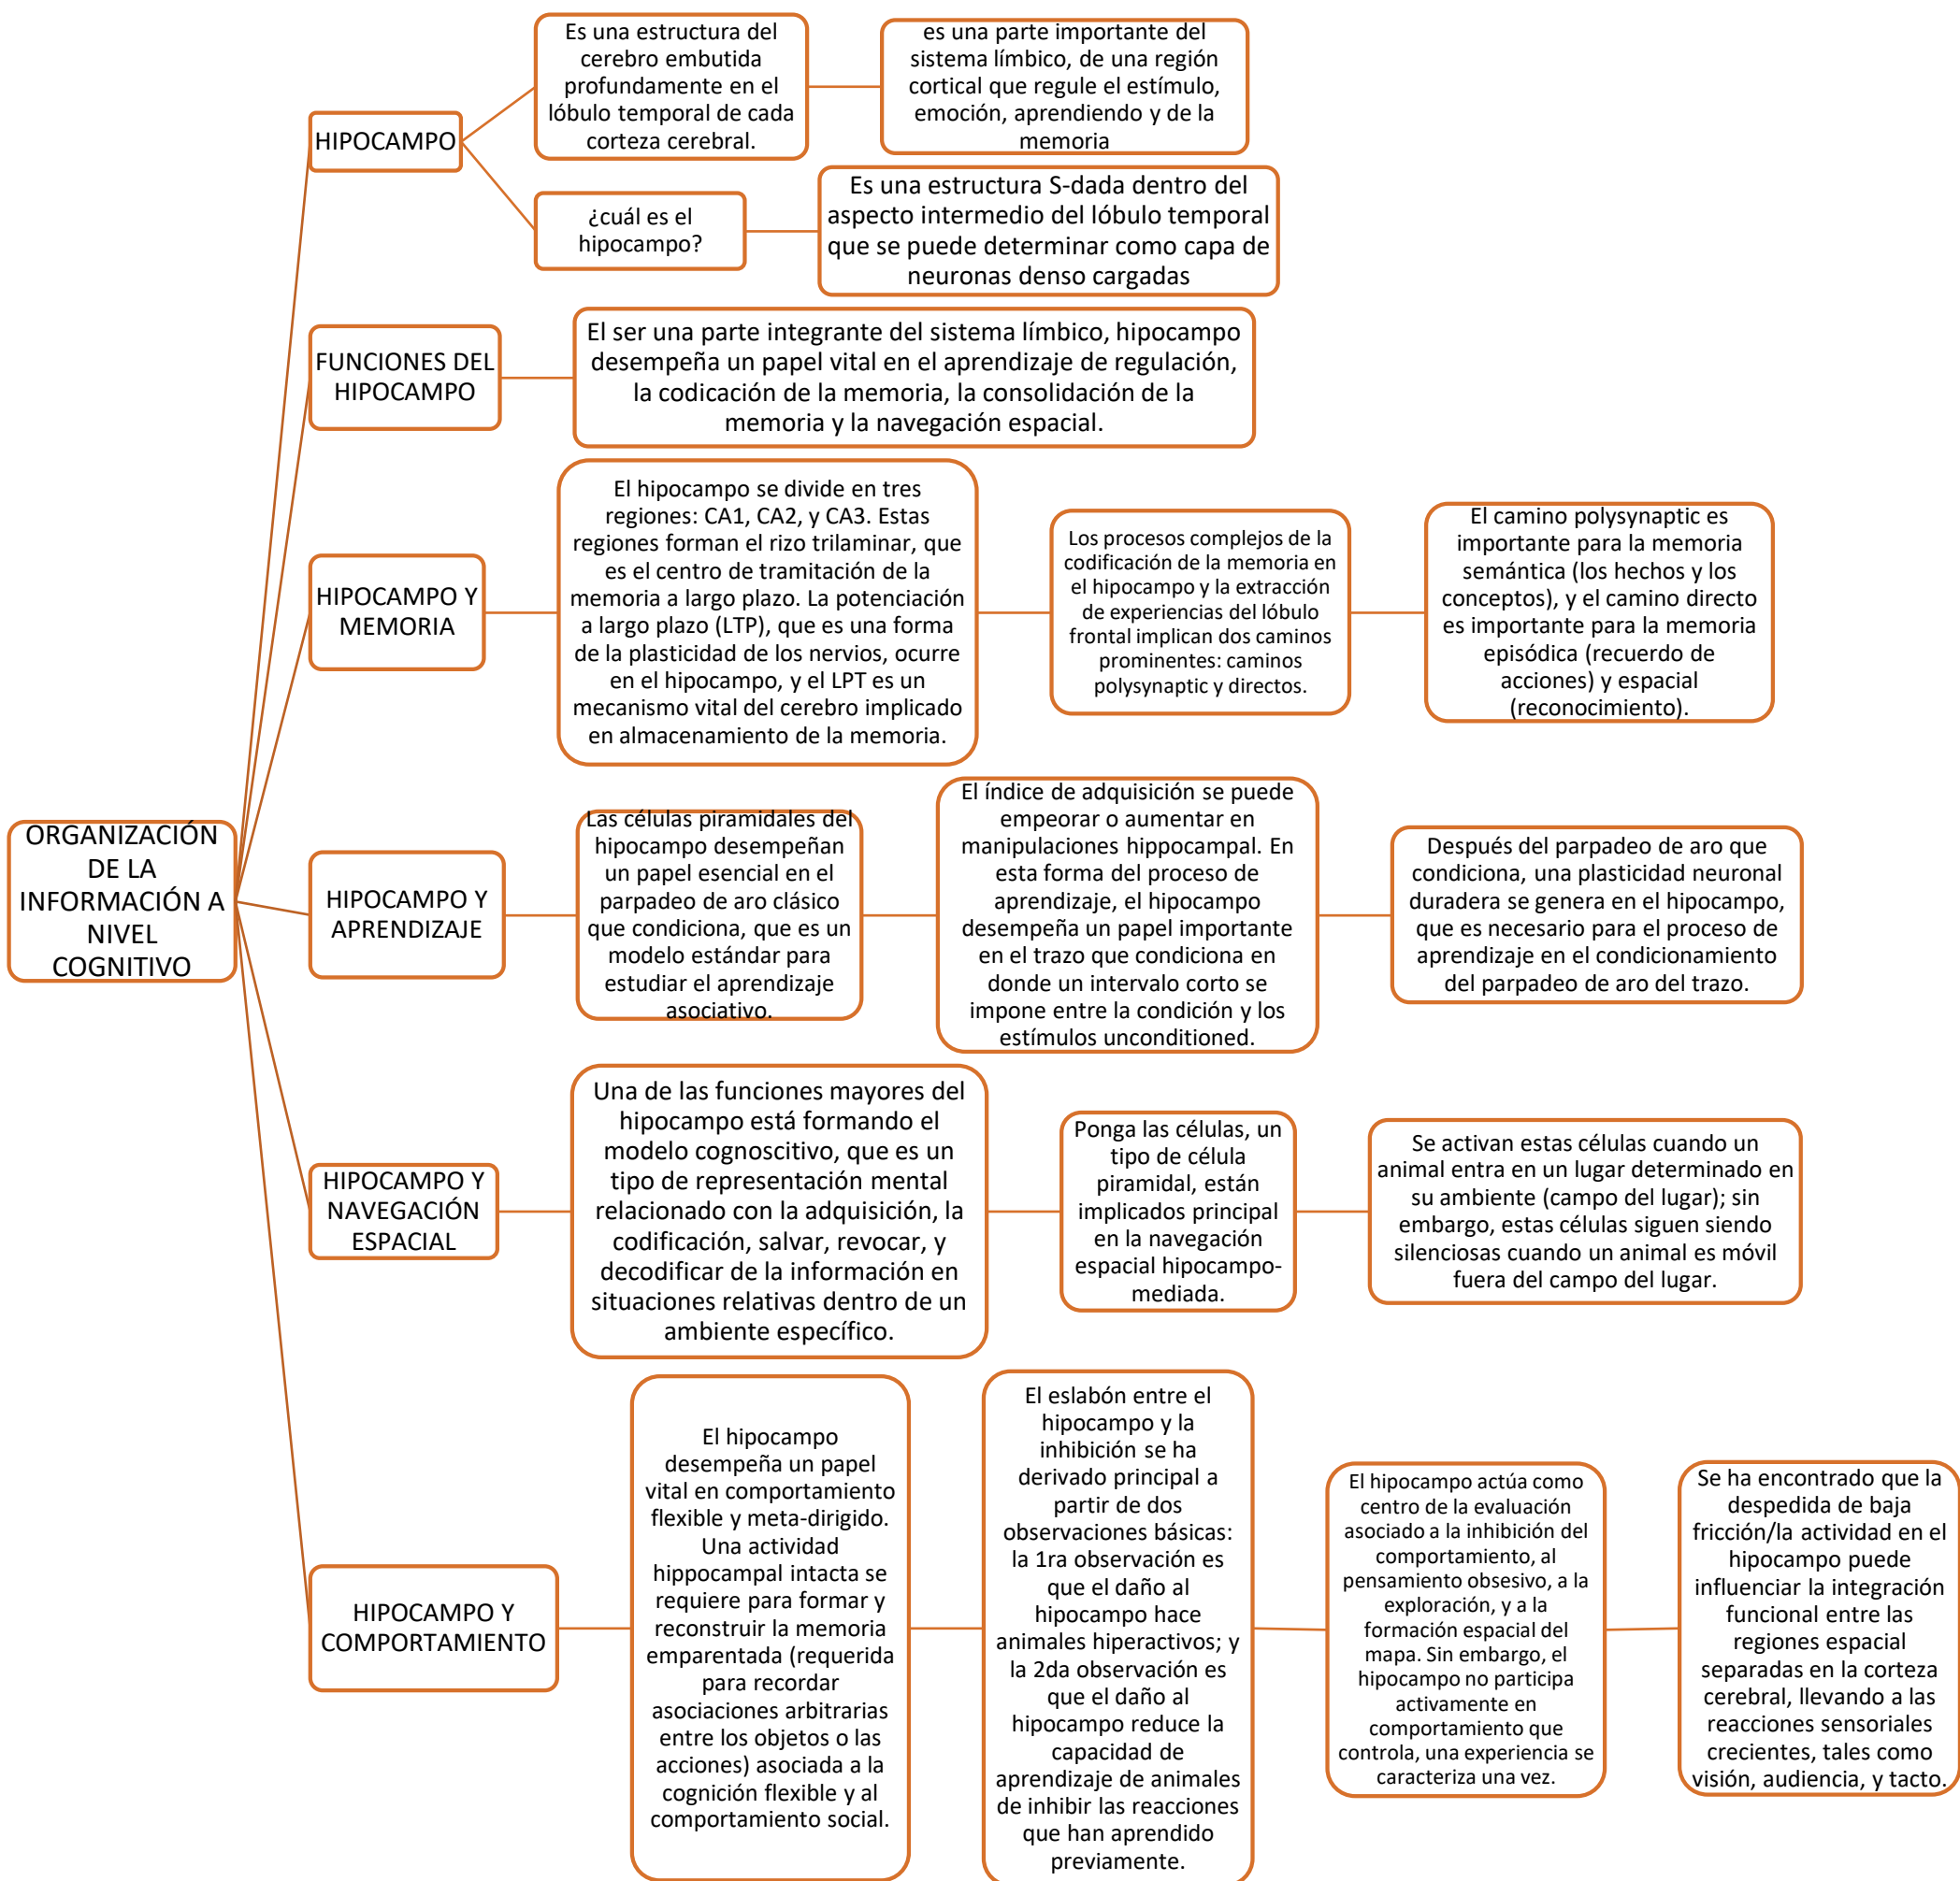 ORGANIZACIÓN
DE LA
INFORMACIÓN A
NIVEL
COGNITIVO
HIPOCAMPO
Es una estructura del
cerebro embutida
profundamente en el
lóbulo temporal de cada
corteza cerebral.
es una parte importante del
sistema límbico, de una región
cortical que regule el estímulo,
emoción, aprendiendo y de la
memoria
¿cuál es el
hipocampo?
Es una estructura S-dada dentro del
aspecto intermedio del lóbulo temporal
que se puede determinar como capa de
neuronas denso cargadas
FUNCIONES DEL
HIPOCAMPO
El ser una parte integrante del sistema límbico, hipocampo
desempeña un papel vital en el aprendizaje de regulación,
la codicación de la memoria, la consolidación de la
memoria y la navegación espacial.
HIPOCAMPO Y
MEMORIA
El hipocampo se divide en tres
regiones: CA1, CA2, y CA3. Estas
regiones forman el rizo trilaminar, que
es el centro de tramitación de la
memoria a largo plazo. La potenciación
a largo plazo (LTP), que es una forma
de la plasticidad de los nervios, ocurre
en el hipocampo, y el LPT es un
mecanismo vital del cerebro implicado
en almacenamiento de la memoria.
Los procesos complejos de la
codificación de la memoria en
el hipocampo y la extracción
de experiencias del lóbulo
frontal implican dos caminos
prominentes: caminos
polysynaptic y directos.
El camino polysynaptic es
importante para la memoria
semántica (los hechos y los
conceptos), y el camino directo
es importante para la memoria
episódica (recuerdo de
acciones) y espacial
(reconocimiento).
HIPOCAMPO Y
APRENDIZAJE
Las células piramidales del
hipocampo desempeñan
un papel esencial en el
parpadeo de aro clásico
que condiciona, que es un
modelo estándar para
estudiar el aprendizaje
asociativo.
El índice de adquisición se puede
empeorar o aumentar en
manipulaciones hippocampal. En
esta forma del proceso de
aprendizaje, el hipocampo
desempeña un papel importante
en el trazo que condiciona en
donde un intervalo corto se
impone entre la condición y los
estímulos unconditioned.
Después del parpadeo de aro que
condiciona, una plasticidad neuronal
duradera se genera en el hipocampo,
que es necesario para el proceso de
aprendizaje en el condicionamiento
del parpadeo de aro del trazo.
HIPOCAMPO Y
NAVEGACIÓN
ESPACIAL
Una de las funciones mayores del
hipocampo está formando el
modelo cognoscitivo, que es un
tipo de representación mental
relacionado con la adquisición, la
codificación, salvar, revocar, y
decodificar de la información en
situaciones relativas dentro de un
ambiente específico.
Ponga las células, un
tipo de célula
piramidal, están
implicados principal
en la navegación
espacial hipocampo-
mediada.
Se activan estas células cuando un
animal entra en un lugar determinado en
su ambiente (campo del lugar); sin
embargo, estas células siguen siendo
silenciosas cuando un animal es móvil
fuera del campo del lugar.
HIPOCAMPO Y
COMPORTAMIENTO
El hipocampo
desempeña un papel
vital en comportamiento
flexible y meta-dirigido.
Una actividad
hippocampal intacta se
requiere para formar y
reconstruir la memoria
emparentada (requerida
para recordar
asociaciones arbitrarias
entre los objetos o las
acciones) asociada a la
cognición flexible y al
comportamiento social.
El eslabón entre el
hipocampo y la
inhibición se ha
derivado principal a
partir de dos
observaciones básicas:
la 1ra observación es
que el daño al
hipocampo hace
animales hiperactivos; y
la 2da observación es
que el daño al
hipocampo reduce la
capacidad de
aprendizaje de animales
de inhibir las reacciones
que han aprendido
previamente.
El hipocampo actúa como
centro de la evaluación
asociado a la inhibición del
comportamiento, al
pensamiento obsesivo, a la
exploración, y a la
formación espacial del
mapa. Sin embargo, el
hipocampo no participa
activamente en
comportamiento que
controla, una experiencia se
caracteriza una vez.
Se ha encontrado que la
despedida de baja
fricción/la actividad en el
hipocampo puede
influenciar la integración
funcional entre las
regiones espacial
separadas en la corteza
cerebral, llevando a las
reacciones sensoriales
crecientes, tales como
visión, audiencia, y tacto.